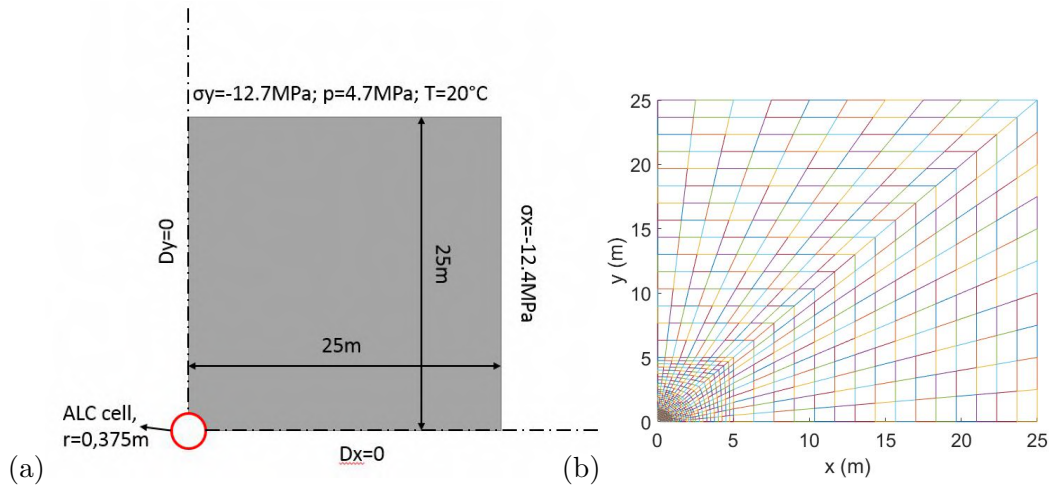 σy=-12.7MPa; p=4.7MPa; T=20°C
Dy=0
25m
25m
σx=-12.4MPa
ALC cell,
r=0,375m
Dx=0
(a)
25
20
15
10
5
0
y (m)
0 5 10 15 20 25
x (m)
(b)